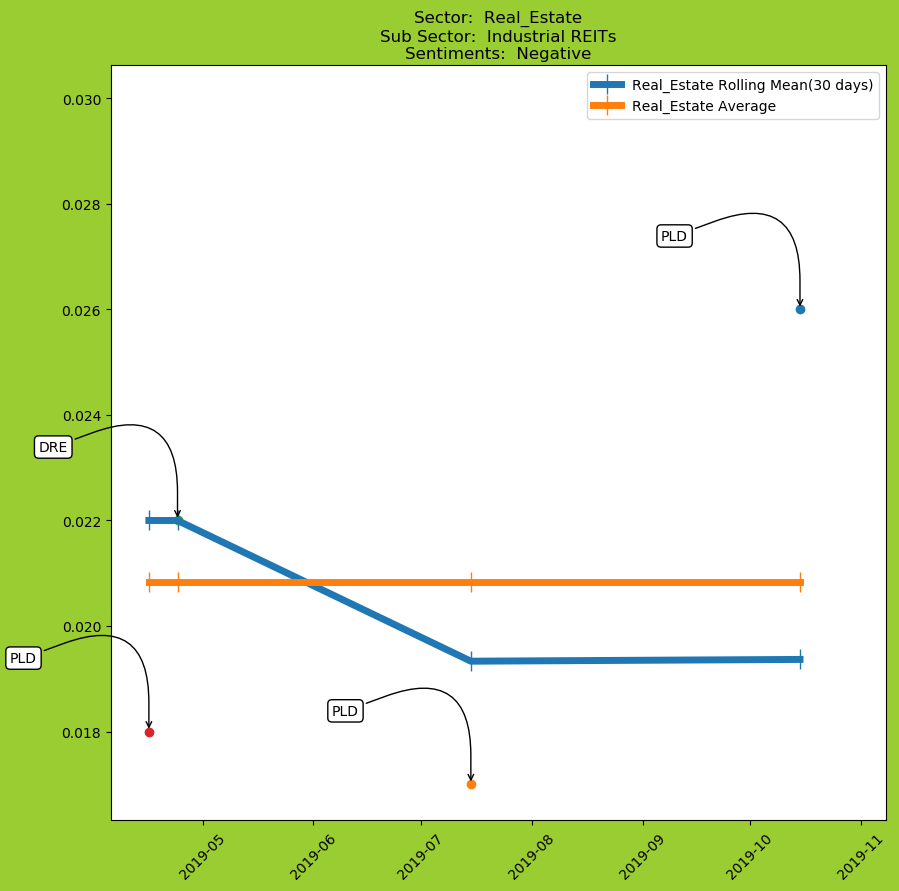 Sector:  Real_Estate
Sub Sector:  Industrial REITs
Sentiments:  Negative
Real_Estate Rolling Mean(30 days)
Real_Estate Average
0.030
0.028
0.026
0.024
0.022
0.020
0.018
PLD
DRE
PLD
PLD
2019-05
2019-06
2019-07
2019-08
2019-09
2019-10
2019-11